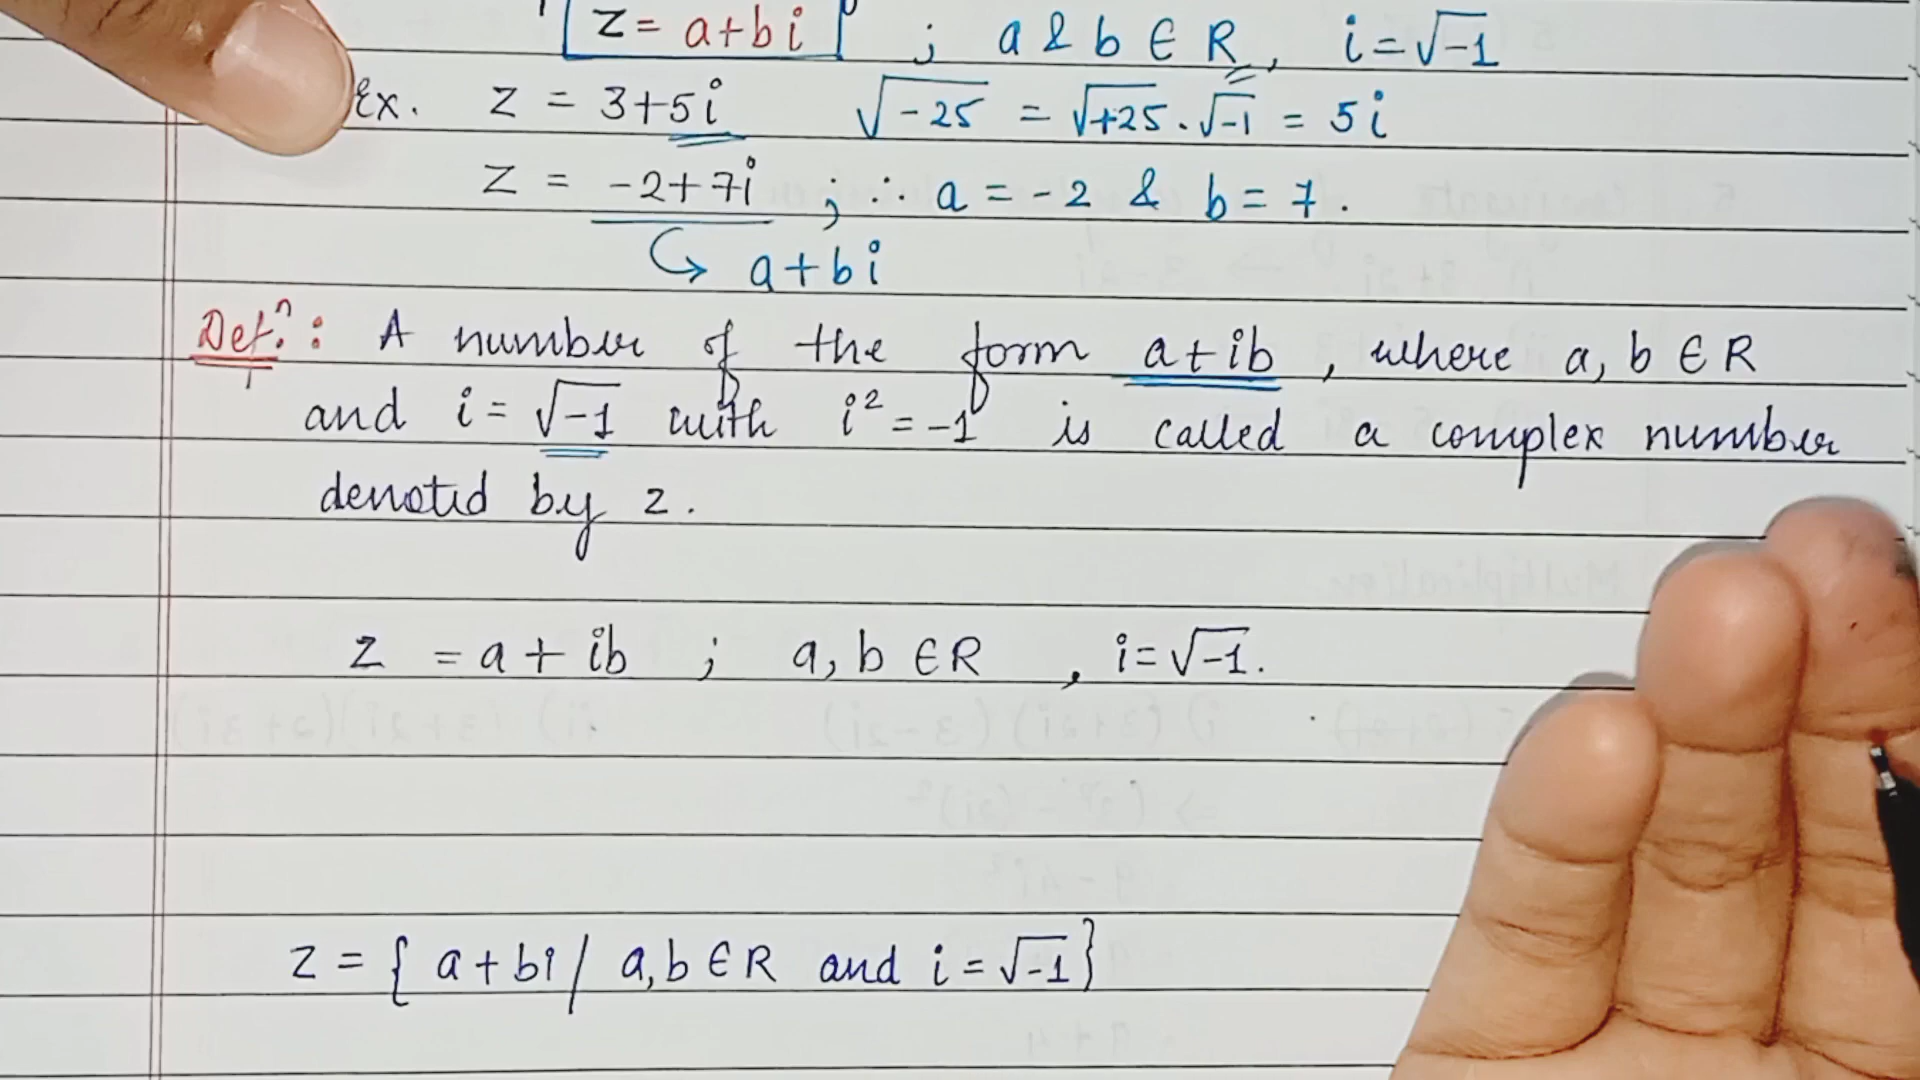 z = a+bi ; a & b ∈ R, i = √-1
Ex. z = 3+5i √-25 = √+25 . √-1 = 5i
z = -2+7i ; ∴ a = -2 & b = 7.
↳ a+bi
Defⁿ: A number of the form a+ib, where a, b ∈ R
and i = √-1 with i² = -1 is called a complex number
denoted by z.
z = a + ib ; a, b ∈ R , i = √-1.
z = { a+bi / a, b ∈ R and i = √-1 }